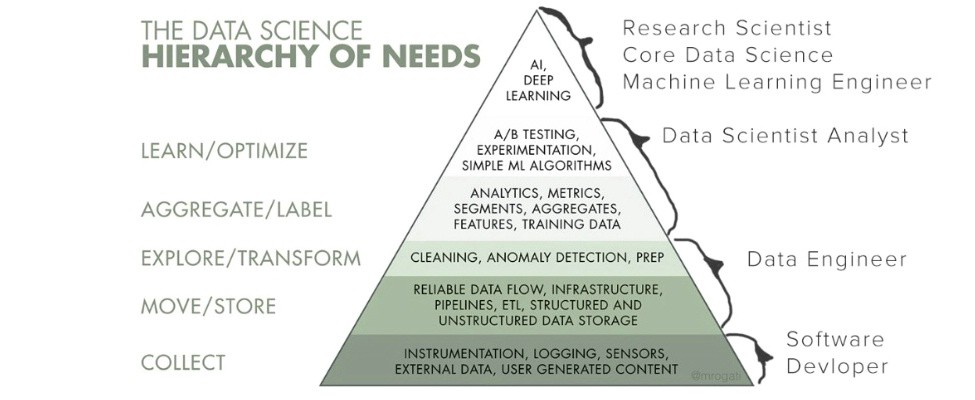 THE DATA SCIENCE
HIERARCHY OF NEEDS
LEARN/OPTIMIZE
AGGREGATE/LABEL
EXPLORE/TRANSFORM
MOVE/STORE
COLLECT
AI,
DEEP
LEARNING
A/B TESTING,
EXPERIMENTATION,
SIMPLE ML ALGORITHMS
ANALYTICS, METRICS,
SEGMENTS, AGGREGATES,
FEATURES, TRAINING DATA
CLEANING, ANOMALY DETECTION, PREP
RELIABLE DATA FLOW, INFRASTRUCTURE,
PIPELINES, ETL, STRUCTURED AND
UNSTRUCTURED DATA STORAGE
INSTRUMENTATION, LOGGING, SENSORS,
EXTERNAL DATA, USER GENERATED CONTENT
@mrogati
Research Scientist
Core Data Science
Machine Learning Engineer
Data Scientist Analyst
Data Engineer
Software
Devloper